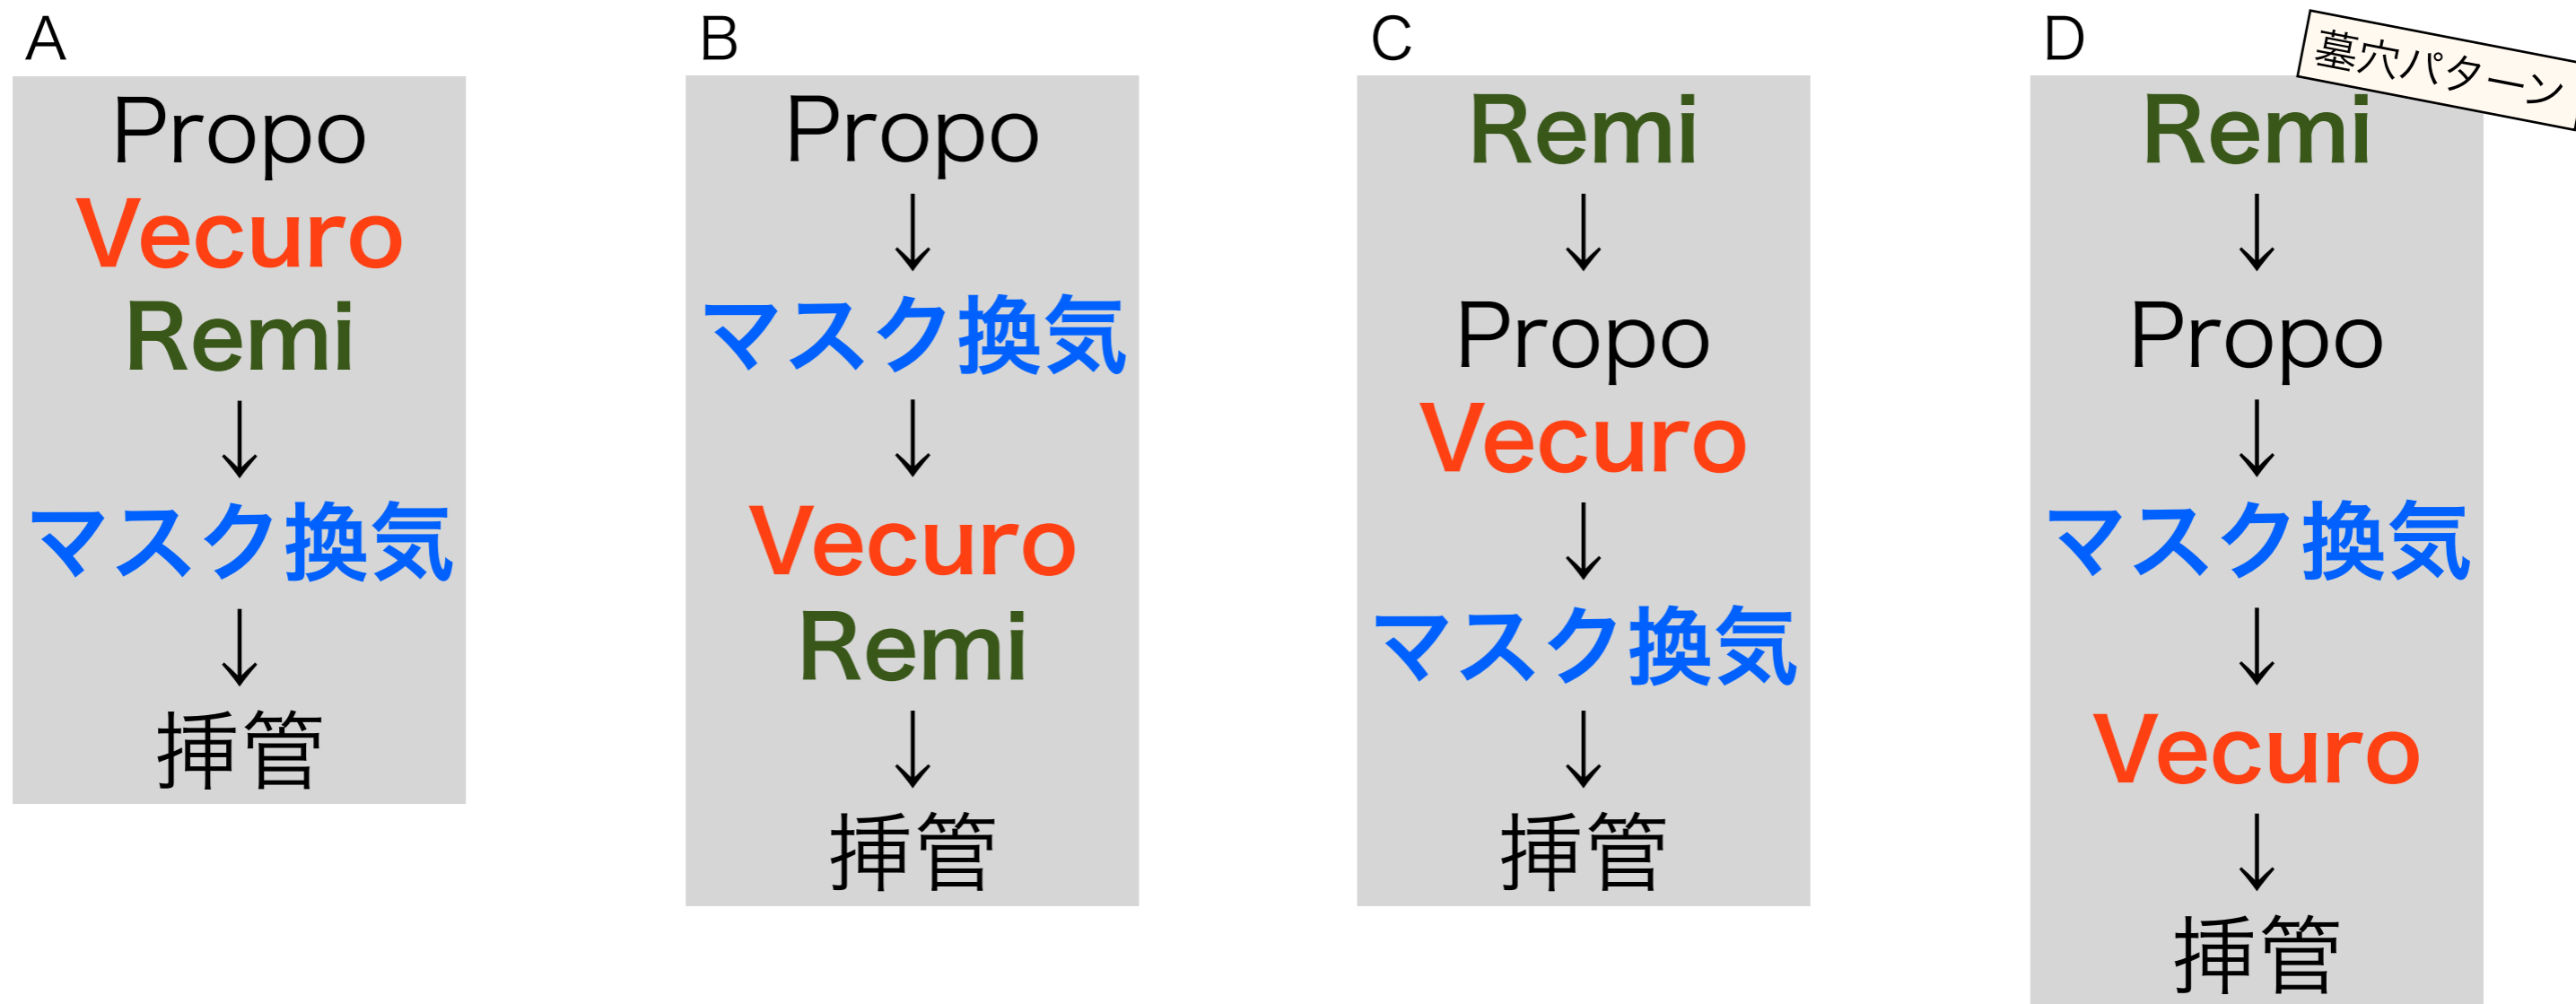 A
Propo
Vecuro
Remi
↓
マスク換気
↓
挿管
B
Propo
↓
マスク換気
↓
Vecuro
Remi
↓
挿管
C
Remi
↓
Propo
Vecuro
↓
マスク換気
↓
挿管
D
墓穴パターン
Remi
↓
Propo
↓
マスク換気
↓
Vecuro
↓
挿管